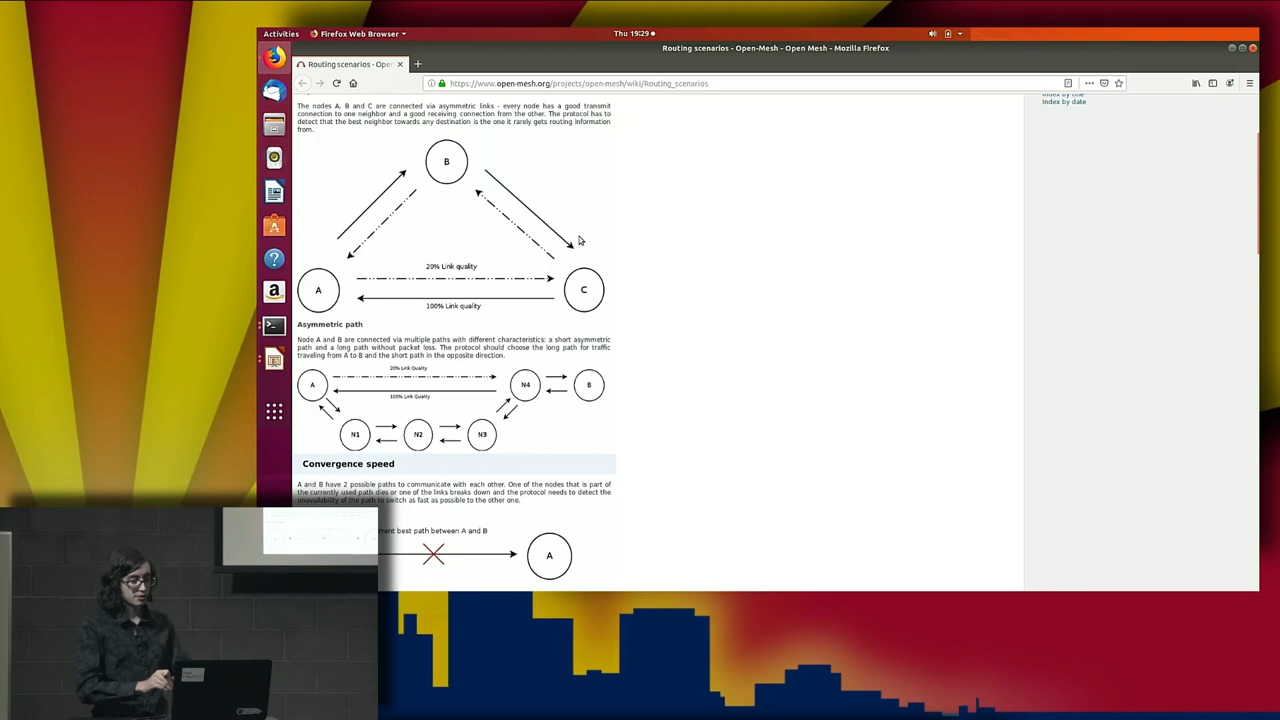 Activities
Firefox Web Browser
Thu 19:29
Routing scenarios - Open-Mesh - Open Mesh - Mozilla Firefox
Routing scenarios - Ope
https://www.open-mesh.org/projects/open-mesh/wiki/Routing_scenarios
Index by date
The nodes A, B and C are connected via asymmetric links - every node has a good transmit
connection to one neighbor and a good receiving connection from the other. The protocol has to
detect that the best neighbor towards any destination is the one it rarely gets routing information
from.
B
20% Link quality
A
C
100% Link quality
Asymmetric path
Node A and B are connected via multiple paths with different characteristics: a short asymmetric
path and a long path without packet loss. The protocol should choose the long path for traffic
traveling from A to B and the short path in the opposite direction.
20% Link Quality
A
N4
B
100% Link Quality
N1
N2
N3
Convergence speed
A and B have 2 possible paths to communicate with each other. One of the nodes that is part of
the currently used path dies or one of the links breaks down and the protocol needs to detect the
unavailability of the path to switch as fast as possible to the other one.
rrent best path between A and B
A